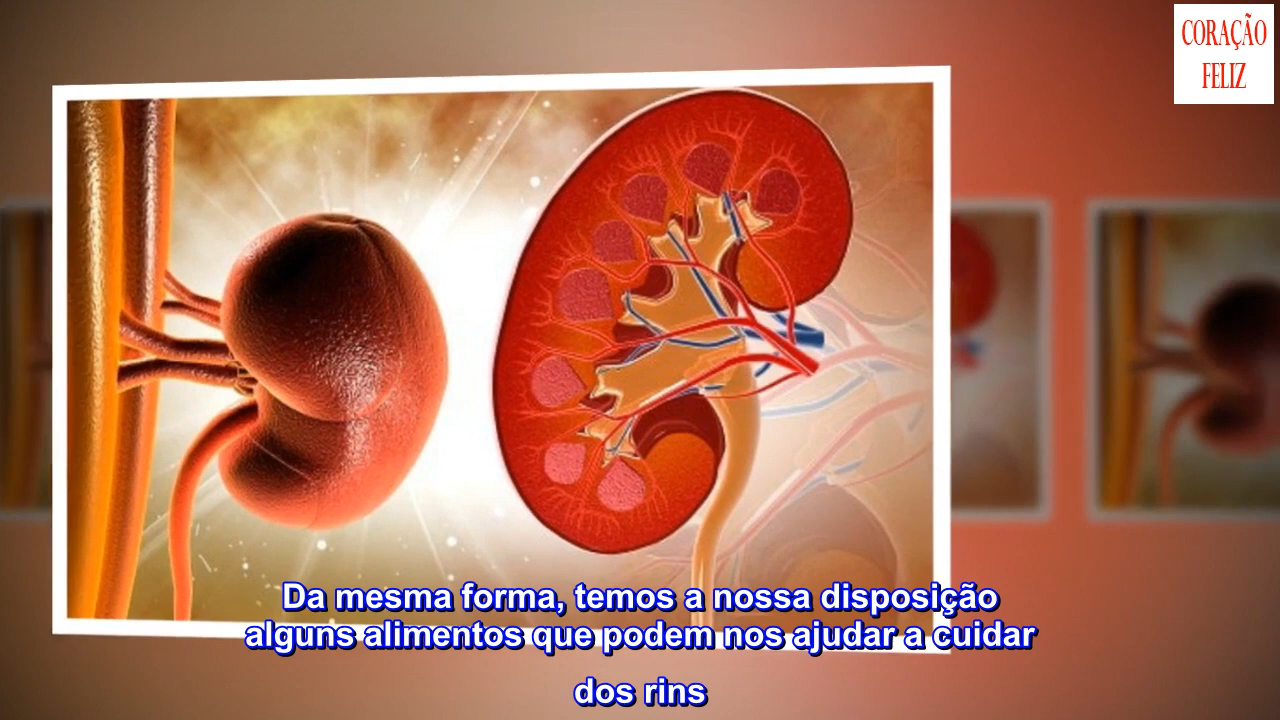 CORAÇÃO
FELIZ
Da mesma forma, temos a nossa disposição
alguns alimentos que podem nos ajudar a cuidar
dos rins